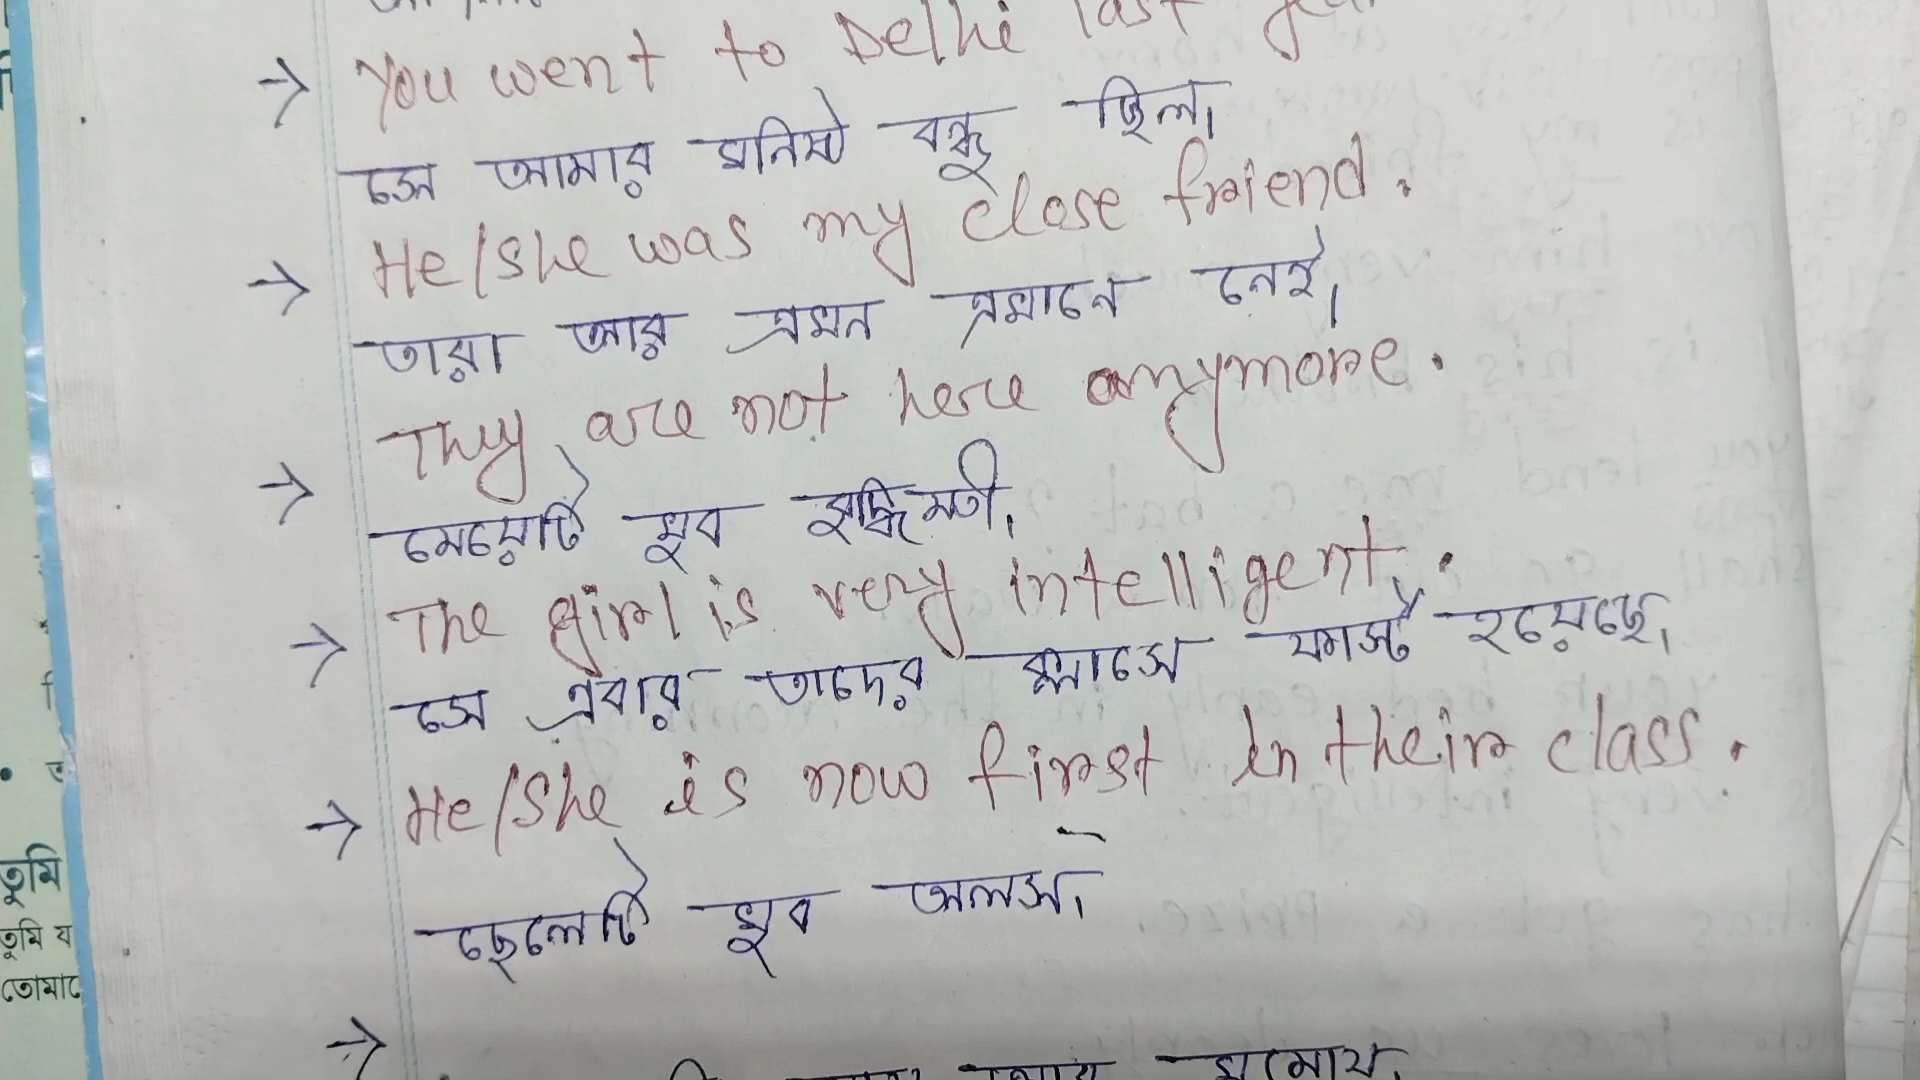 You went to Delhi last
সে আমার ঘনিষ্ট বন্ধু ছিল।
He/she was my close friend.
তারা আর এখন এখানে নেই।
They are not here anymore.
মেয়েটি খুব বুদ্ধিমতী।
The girl is very intelligent.
সে এবার তাদের ক্লাসে ফার্স্ট হয়েছে।
He/She is now first in their class.
ছেলেটি খুব অলস।
তুমি
তুমি য